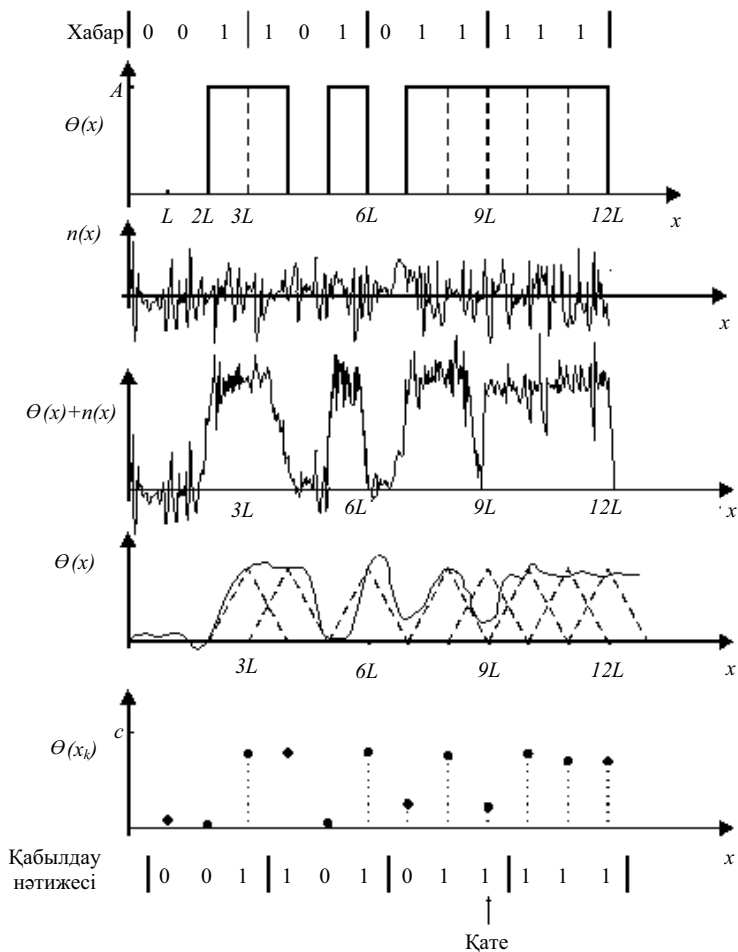 Хабар 0 0 1 1 0 1 0 1 1 1 1 1
A
Ө(x)
L 2L 3L 6L 9L 12L
x
n(x)
x
Ө(x)+n(x)
3L 6L 9L 12L
x
Ө(x)
3L 6L 9L 12L
x
c
Ө(xₖ)
x
Қабылдау
нәтижесі
0 0 1 1 0 1 0 1 1 1 1 1
Қате